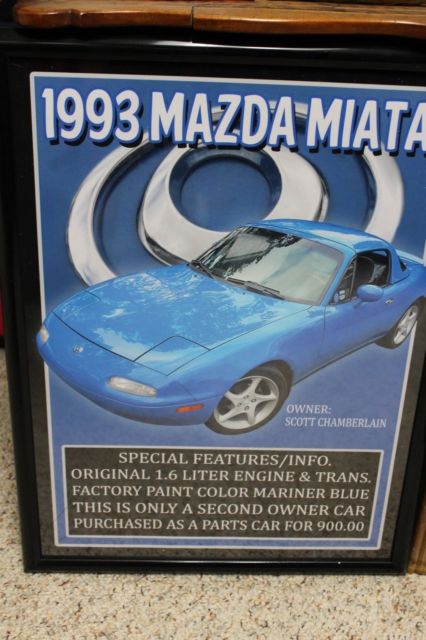 1993 MAZDA MIATA
OWNER:
SCOTT CHAMBERLAIN
SPECIAL FEATURES/INFO.
ORIGINAL 1.6 LITER ENGINE & TRANS.
FACTORY PAINT COLOR MARINER BLUE
THIS IS ONLY A SECOND OWNER CAR
PURCHASED AS A PARTS CAR FOR 900.00